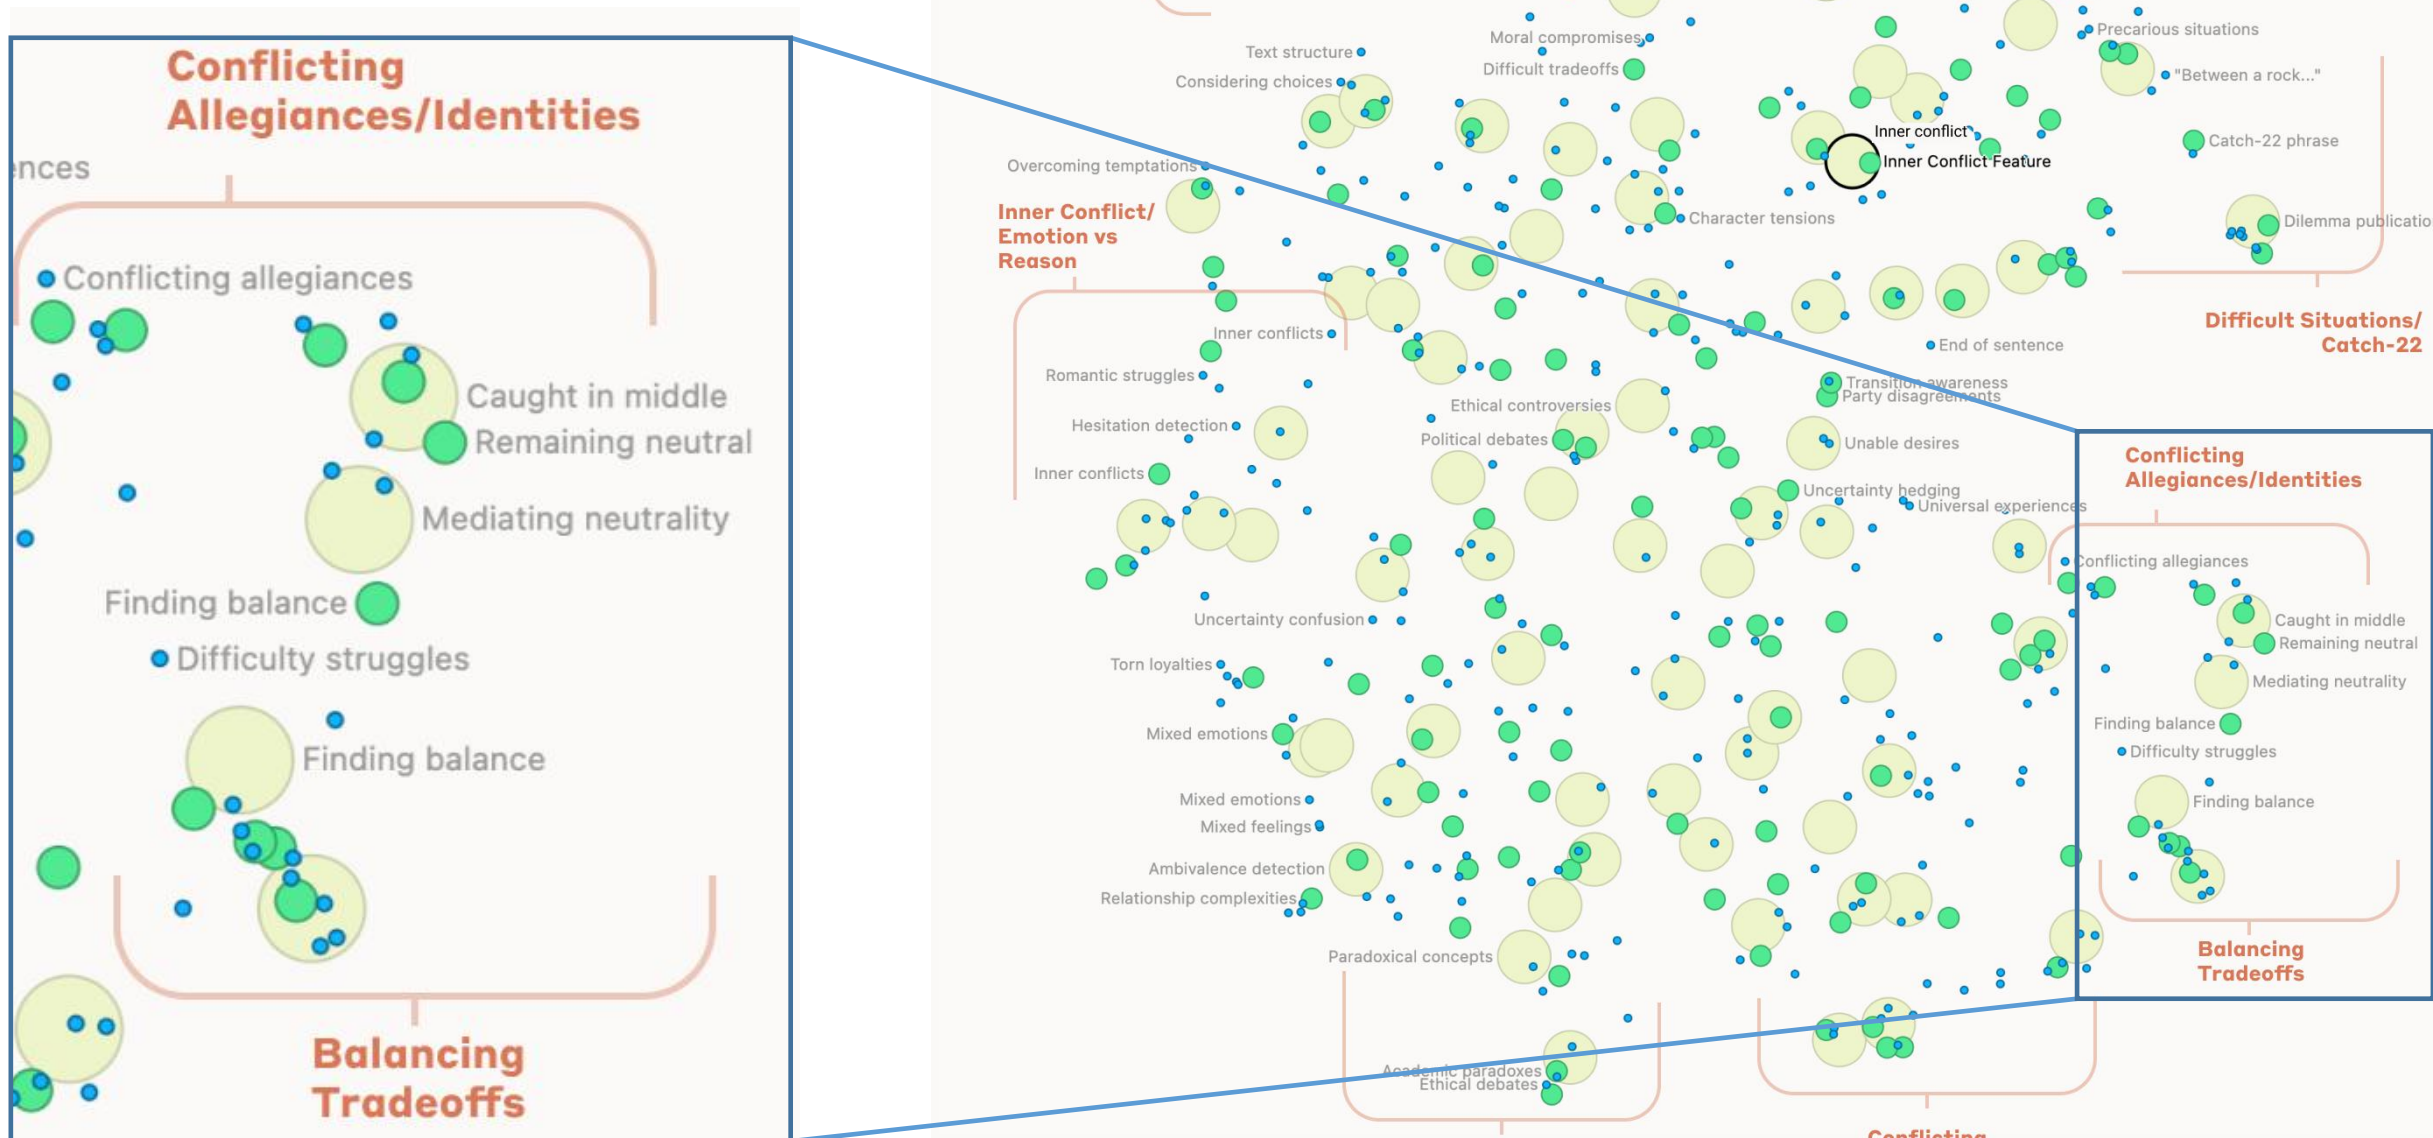 Conflicting
Allegiances/Identities
ences
Conflicting allegiances
Caught in middle
Remaining neutral
Mediating neutrality
Finding balance
Difficulty struggles
Finding balance
Balancing
Tradeoffs
Text structure
Considering choices
Moral compromises
Difficult tradeoffs
Precarious situations
"Between a rock..."
Inner conflict
Inner Conflict Feature
Catch-22 phrase
Overcoming temptations
Character tensions
Dilemma publicatio
Inner Conflict/
Emotion vs
Reason
Difficult Situations/
Catch-22
Inner conflicts
End of sentence
Romantic struggles
Transition awareness
Party disagreements
Ethical controversies
Hesitation detection
Political debates
Unable desires
Inner conflicts
Uncertainty hedging
Universal experiences
Conflicting
Allegiances/Identities
Conflicting allegiances
Caught in middle
Remaining neutral
Mediating neutrality
Finding balance
Difficulty struggles
Finding balance
Balancing
Tradeoffs
Uncertainty confusion
Torn loyalties
Mixed emotions
Mixed emotions
Mixed feelings
Ambivalence detection
Relationship complexities
Paradoxical concepts
Academic paradoxes
Ethical debates
Conflicting